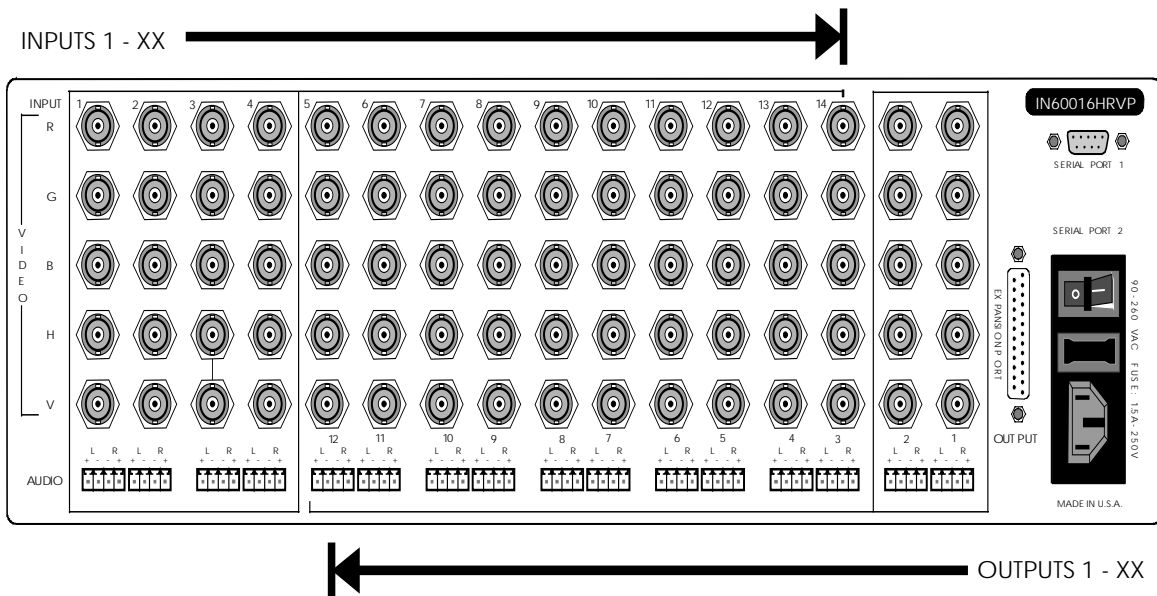 INPUTS 1 - XX
INPUT 1 2 3 4 5 6 7 8 9 10 11 12 13 14
IN60016HRVP
R
SERIAL PORT 1
G
VIDEO
SERIAL PORT 2
B
90-260 VAC FUSE: 1.5A-250V
EXPANSION PORT
H
V
12 11 10 9 8 7 6 5 4 3 2 1
OUTPUT
L R L R L R L R L R L R L R L R L R L R L R L R L R L R L R L R
+ - - + + - - + + - - + + - - + + - - + + - - + + - - + + - - + + - - + + - - + + - - + + - - + + - - + + - - + + - - + + - - +
AUDIO
MADE IN U.S.A.
OUTPUTS 1 - XX